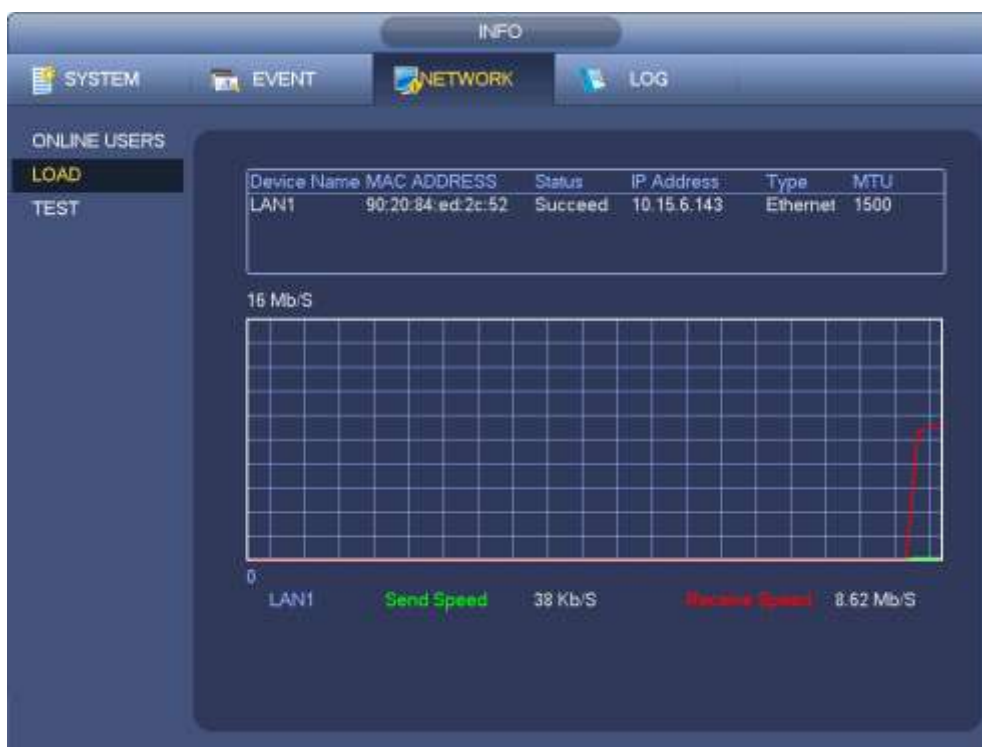 INFO
SYSTEM EVENT NETWORK LOG
ONLINE USERS
LOAD
TEST
Device Name MAC ADDRESS Status IP Address Type MTU
LAN1 90:20:84:ed:2c:52 Succeed 10.15.6.143 Ethernet 1500
16 Mb/S
0
LAN1 Send Speed 38 Kb/S Receive Speed 8.62 Mb/S